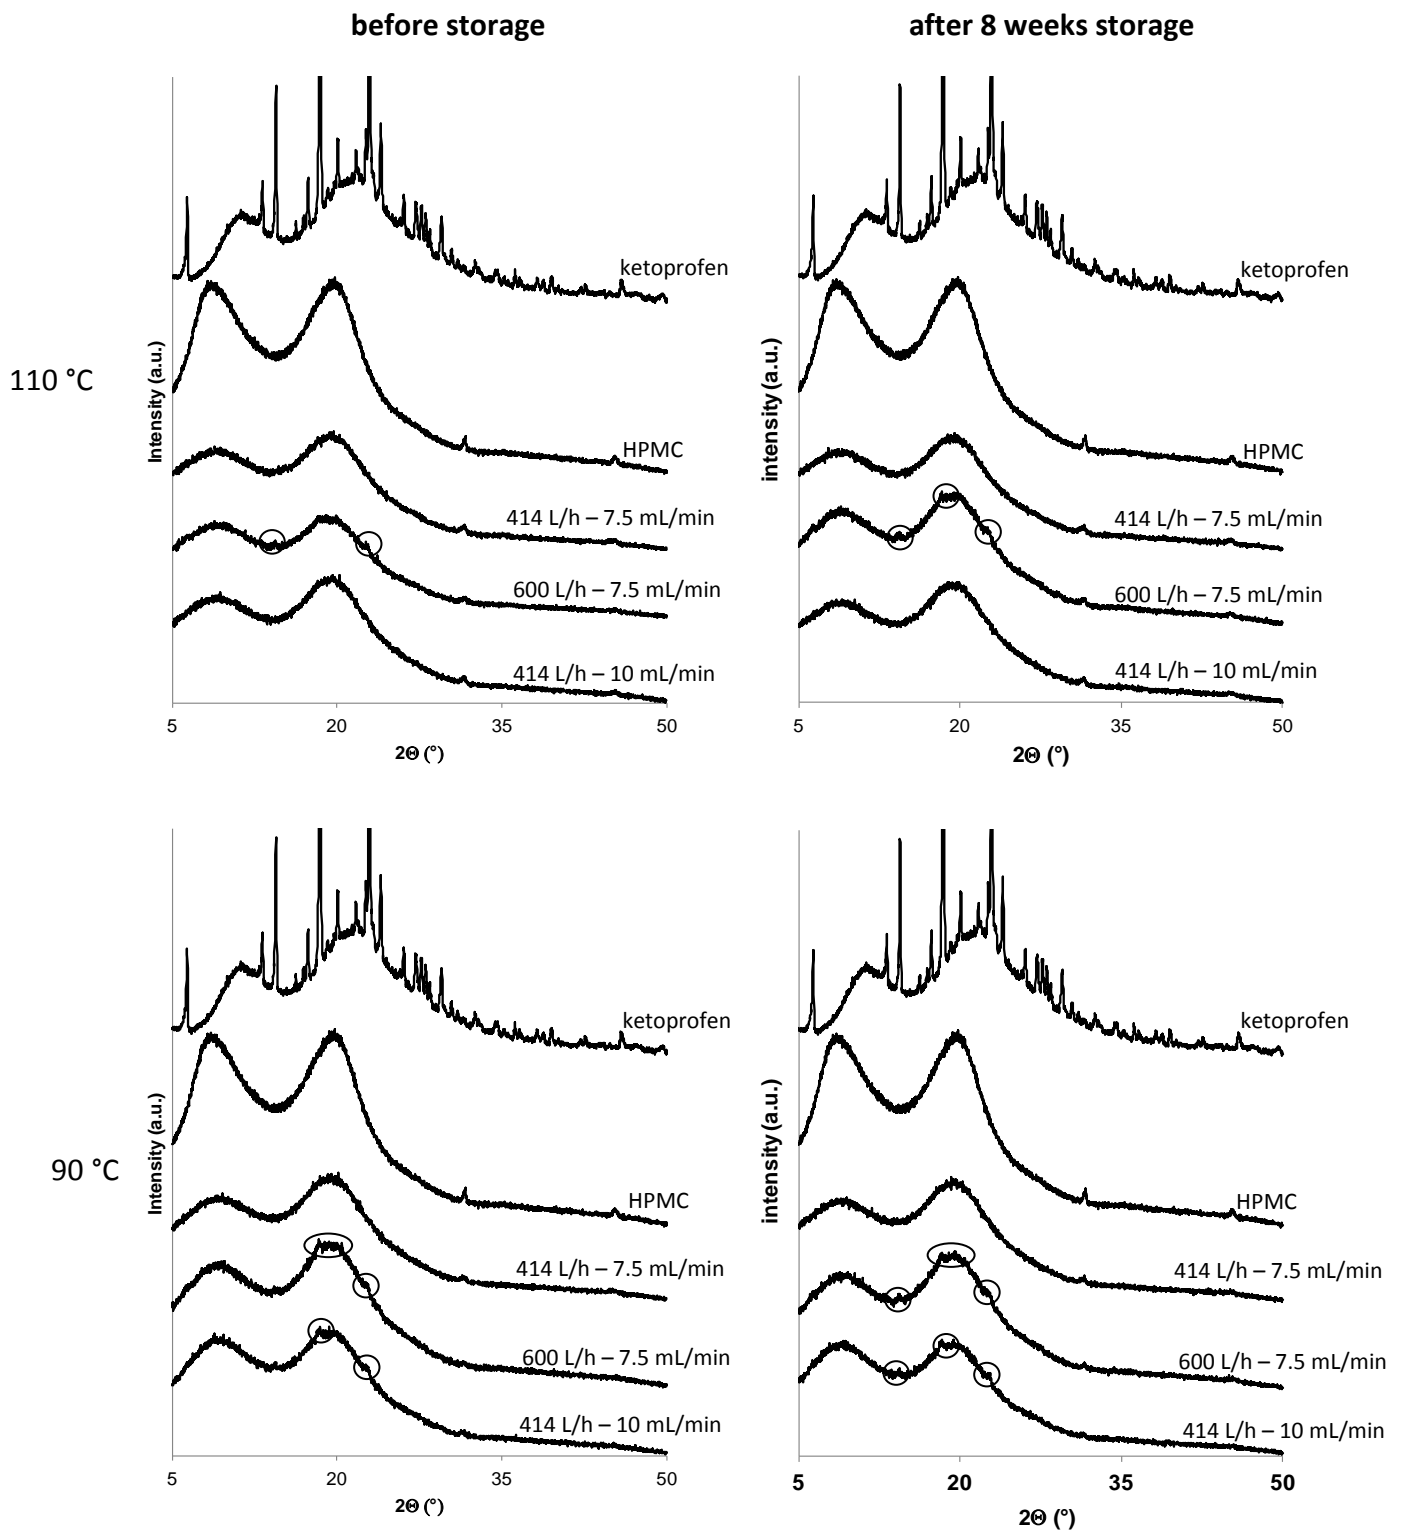 before storage
after 8 weeks storage
110 °C
Intensity (a.u.)
ketoprofen
HPMC
414 L/h – 7.5 mL/min
600 L/h – 7.5 mL/min
414 L/h – 10 mL/min
5 20 35 50
2Θ (°)
intensity (a.u.)
ketoprofen
HPMC
414 L/h – 7.5 mL/min
600 L/h – 7.5 mL/min
414 L/h – 10 mL/min
5 20 35 50
2Θ (°)
90 °C
Intensity (a.u.)
ketoprofen
HPMC
414 L/h – 7.5 mL/min
600 L/h – 7.5 mL/min
414 L/h – 10 mL/min
5 20 35 50
2Θ (°)
intensity (a.u.)
ketoprofen
HPMC
414 L/h – 7.5 mL/min
600 L/h – 7.5 mL/min
414 L/h – 10 mL/min
5 20 35 50
2Θ (°)